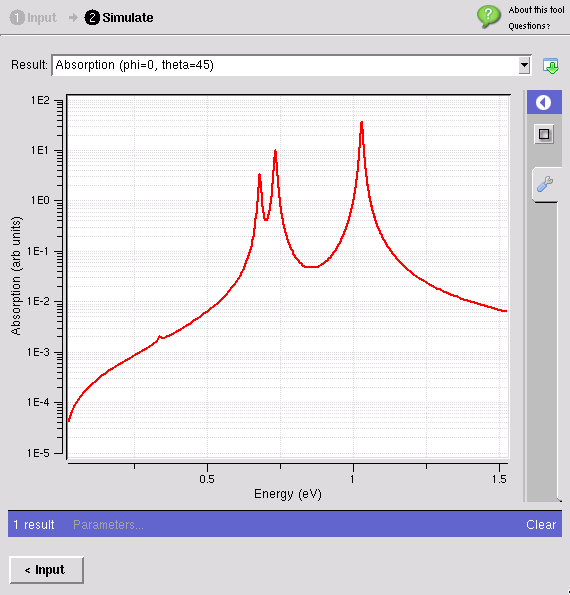 1 Input → 2 Simulate
? About this tool
Questions?
Result: Absorption (phi=0, theta=45)
1E2
1E1
1E0
1E-1
1E-2
1E-3
1E-4
1E-5
Absorption (arb units)
0.5 1 1.5
Energy (eV)
1 result Parameters... Clear
< Input